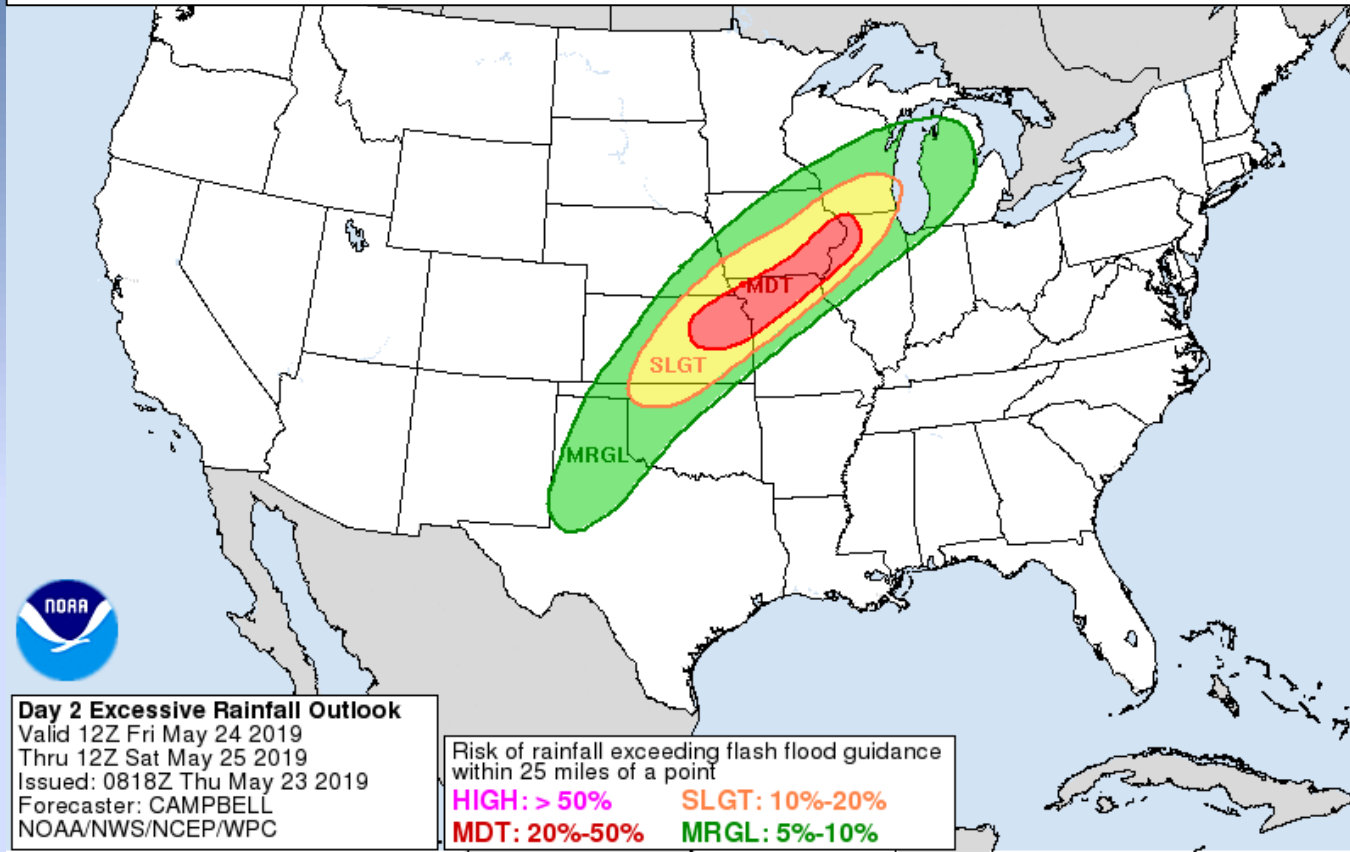 MDT
SLGT
MRGL
NOAA
Day 2 Excessive Rainfall Outlook
Valid 12Z Fri May 24 2019
Thru 12Z Sat May 25 2019
Issued: 0818Z Thu May 23 2019
Forecaster: CAMPBELL
NOAA/NWS/NCEP/WPC
Risk of rainfall exceeding flash flood guidance
within 25 miles of a point
HIGH: > 50% SLGT: 10%-20%
MDT: 20%-50% MRGL: 5%-10%